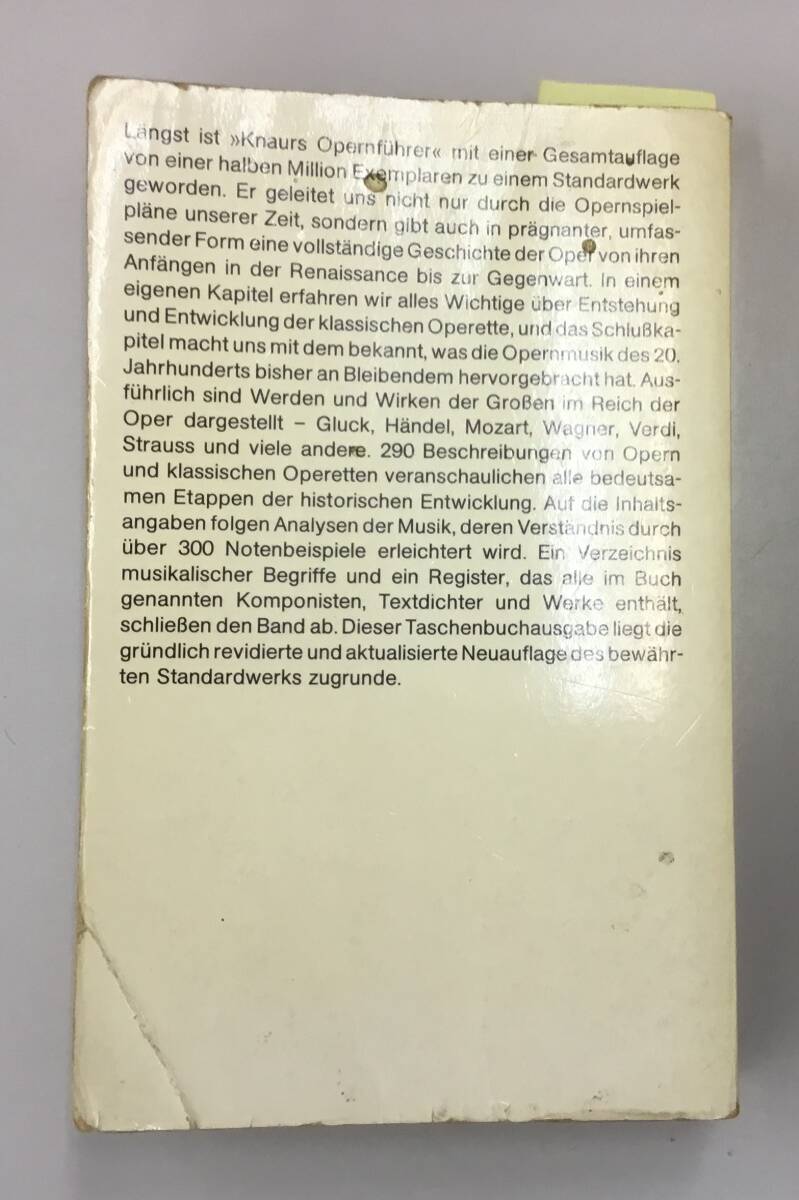 Längst ist »Knaurs Opernführer« mit einer Gesamtauflage
von einer halben Million Exemplaren zu einem Standardwerk
geworden. Er geleitet uns nicht nur durch die Opernspiel-
pläne unserer Zeit, sondern gibt auch in prägnanter, umfas-
sender Form eine vollständige Geschichte der Oper von ihren
Anfängen in der Renaissance bis zur Gegenwart. In einem
eigenen Kapitel erfahren wir alles Wichtige über Entstehung
und Entwicklung der klassischen Operette, und das Schlußka-
pitel macht uns mit dem bekannt, was die Opernmusik des 20.
Jahrhunderts bisher an Bleibendem hervorgebracht hat. Aus-
führlich sind Werden und Wirken der Großen im Reich der
Oper dargestellt – Gluck, Händel, Mozart, Wagner, Verdi,
Strauss und viele andere. 290 Beschreibungen von Opern
und klassischen Operetten veranschaulichen alle bedeutsa-
men Etappen der historischen Entwicklung. Auf die Inhalts-
angaben folgen Analysen der Musik, deren Verständnis durch
über 300 Notenbeispiele erleichtert wird. Ein Verzeichnis
musikalischer Begriffe und ein Register, das alle im Buch
genannten Komponisten, Textdichter und Werke enthält,
schließen den Band ab. Dieser Taschenbuchausgabe liegt die
gründlich revidierte und aktualisierte Neuauflage des bewähr-
ten Standardwerks zugrunde.